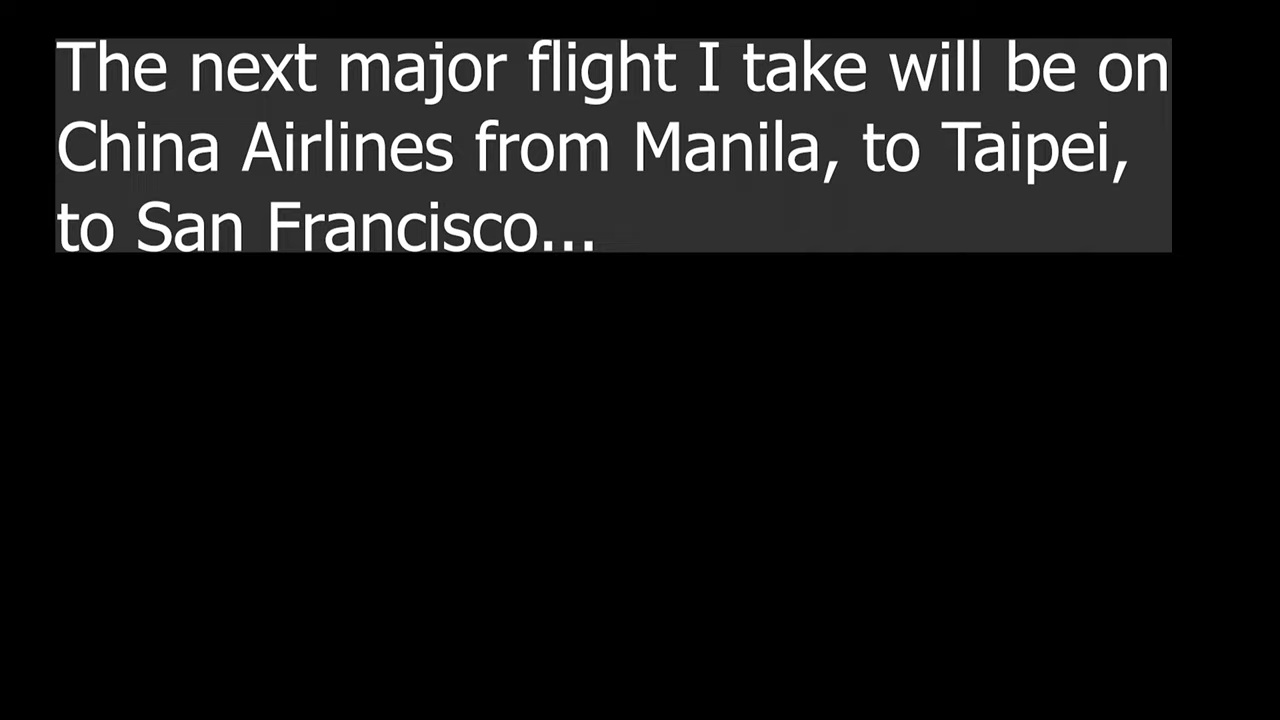 The next major flight I take will be on
China Airlines from Manila, to Taipei,
to San Francisco...